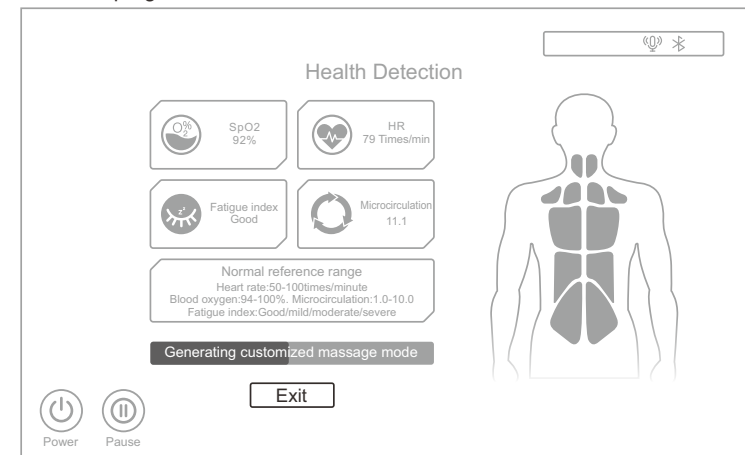 Health Detection
SpO2
92%
HR
79 Times/min
Fatigue index
Good
Microcirculation
11.1
Normal reference range
Heart rate:50-100times/minute
Blood oxygen:94-100%. Microcirculation:1.0-10.0
Fatigue index:Good/mild/moderate/severe
Generating customized massage mode
Exit
Power
Pause